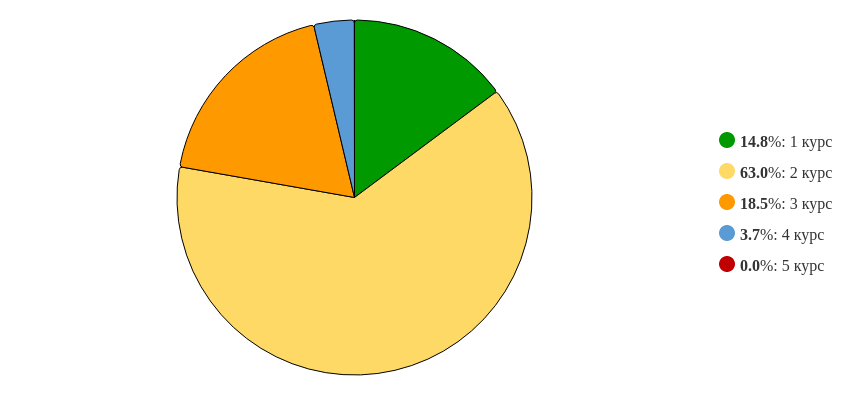 14.8%: 1 курс
63.0%: 2 курс
18.5%: 3 курс
3.7%: 4 курс
0.0%: 5 курс